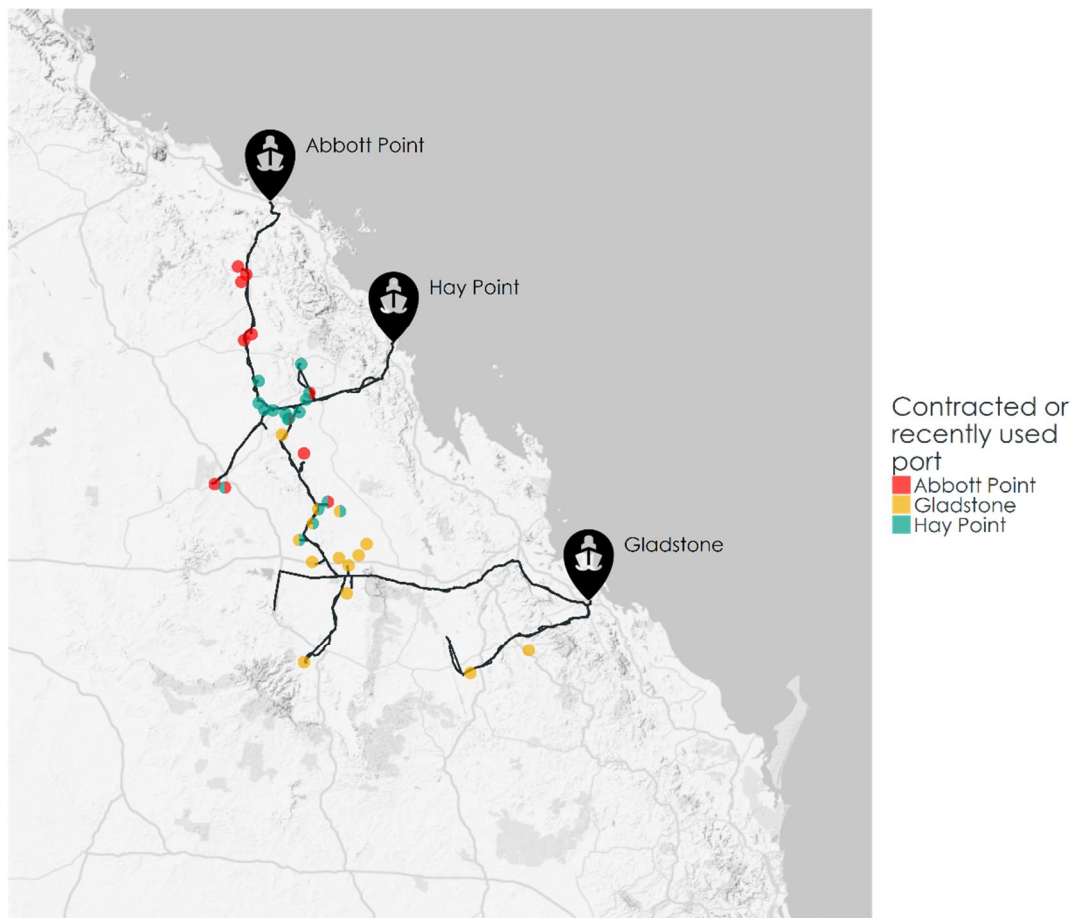 Abbott Point
Hay Point
Gladstone
Contracted or
recently used
port
Abbott Point
Gladstone
Hay Point